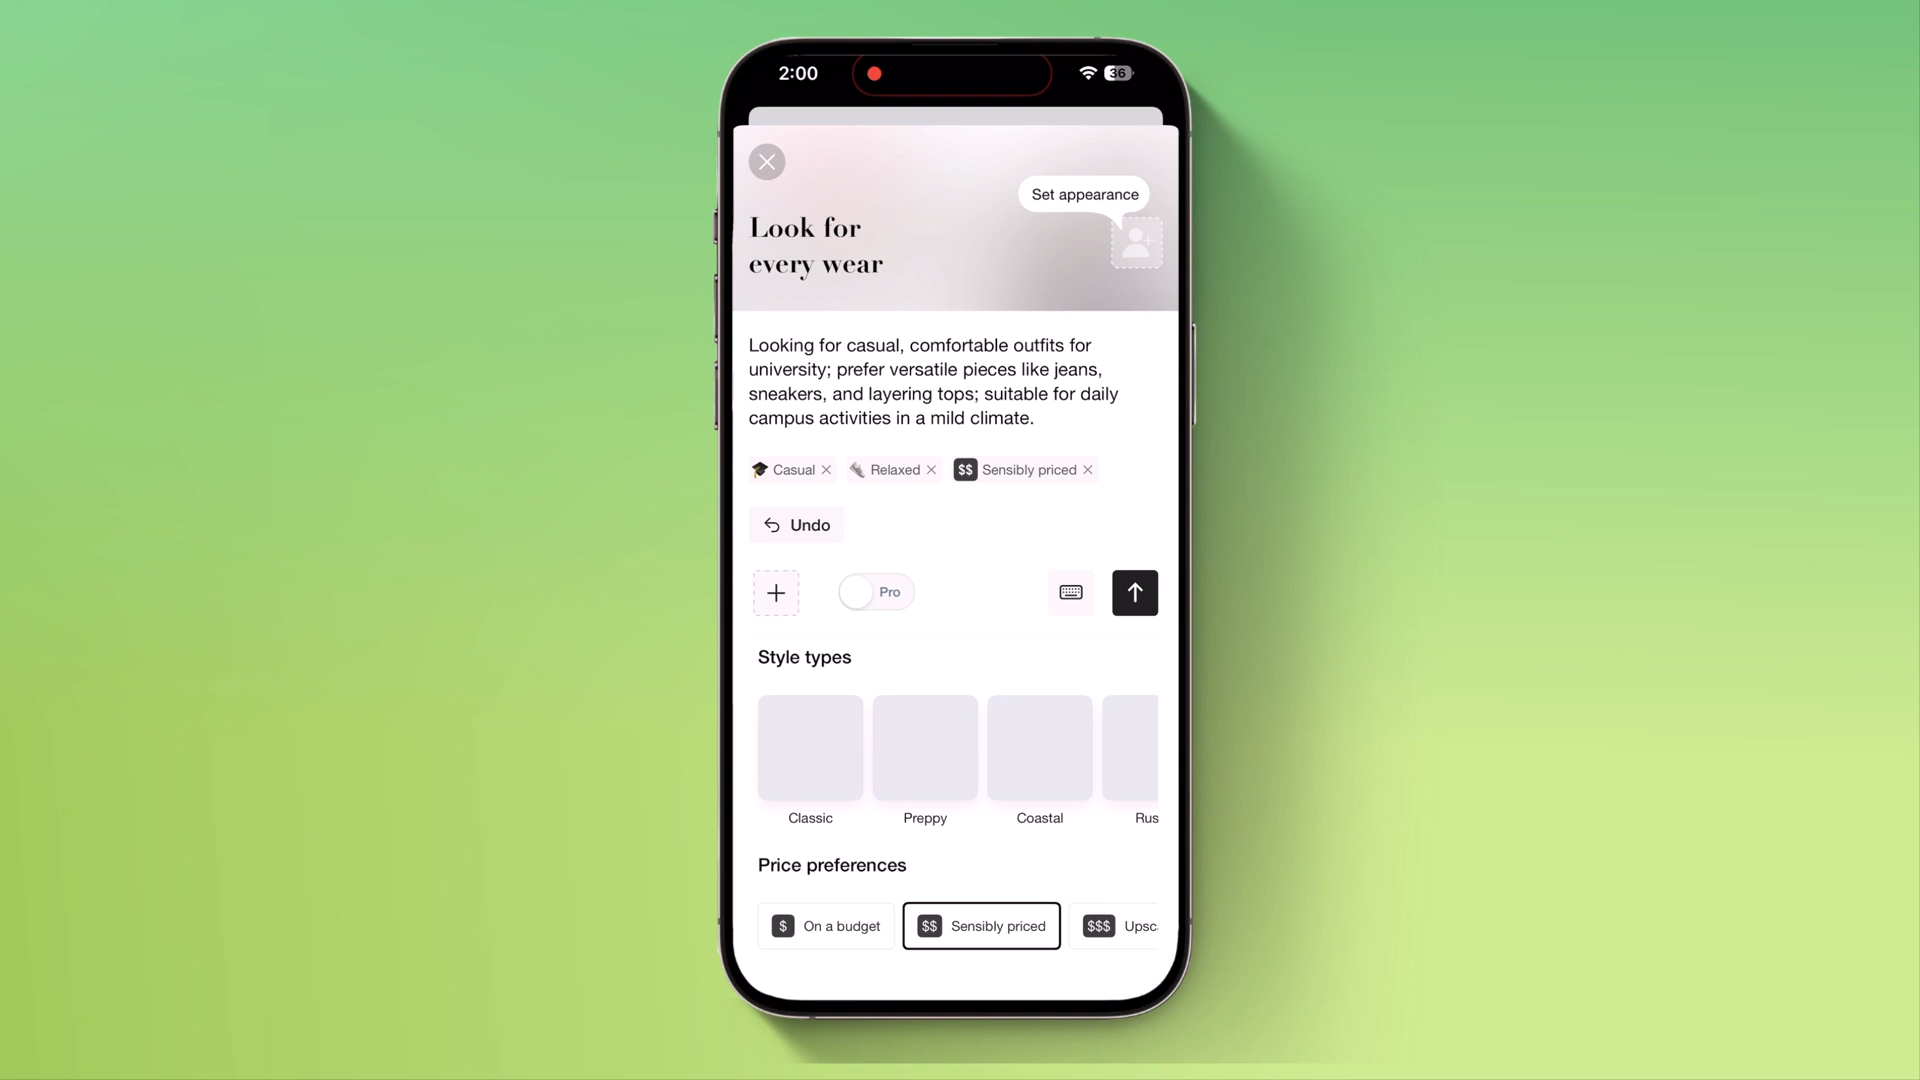 2:00
36
Set appearance
Look for
every wear
Looking for casual, comfortable outfits for
university; prefer versatile pieces like jeans,
sneakers, and layering tops; suitable for daily
campus activities in a mild climate.
Casual
Relaxed
$$ Sensibly priced
Undo
Pro
Style types
Classic
Preppy
Coastal
Rus
Price preferences
$ On a budget
$$ Sensibly priced
$$$ Upsc